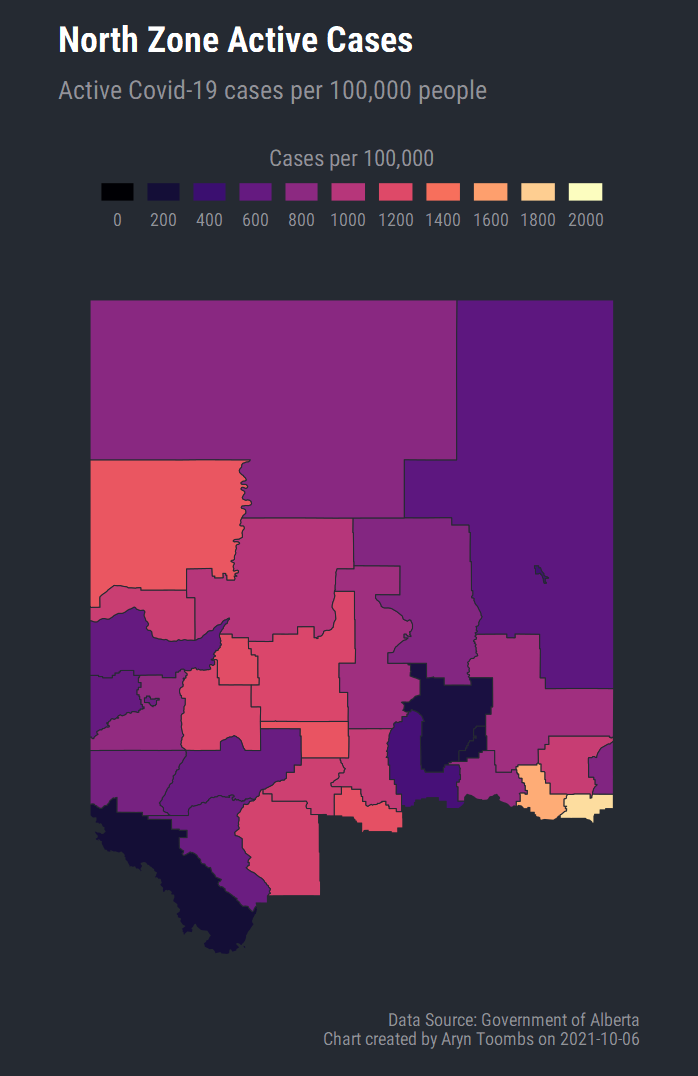 North Zone Active Cases
Active Covid-19 cases per 100,000 people
Cases per 100,000
0 200 400 600 800 1000 1200 1400 1600 1800 2000
Data Source: Government of Alberta
Chart created by Aryn Toombs on 2021-10-06